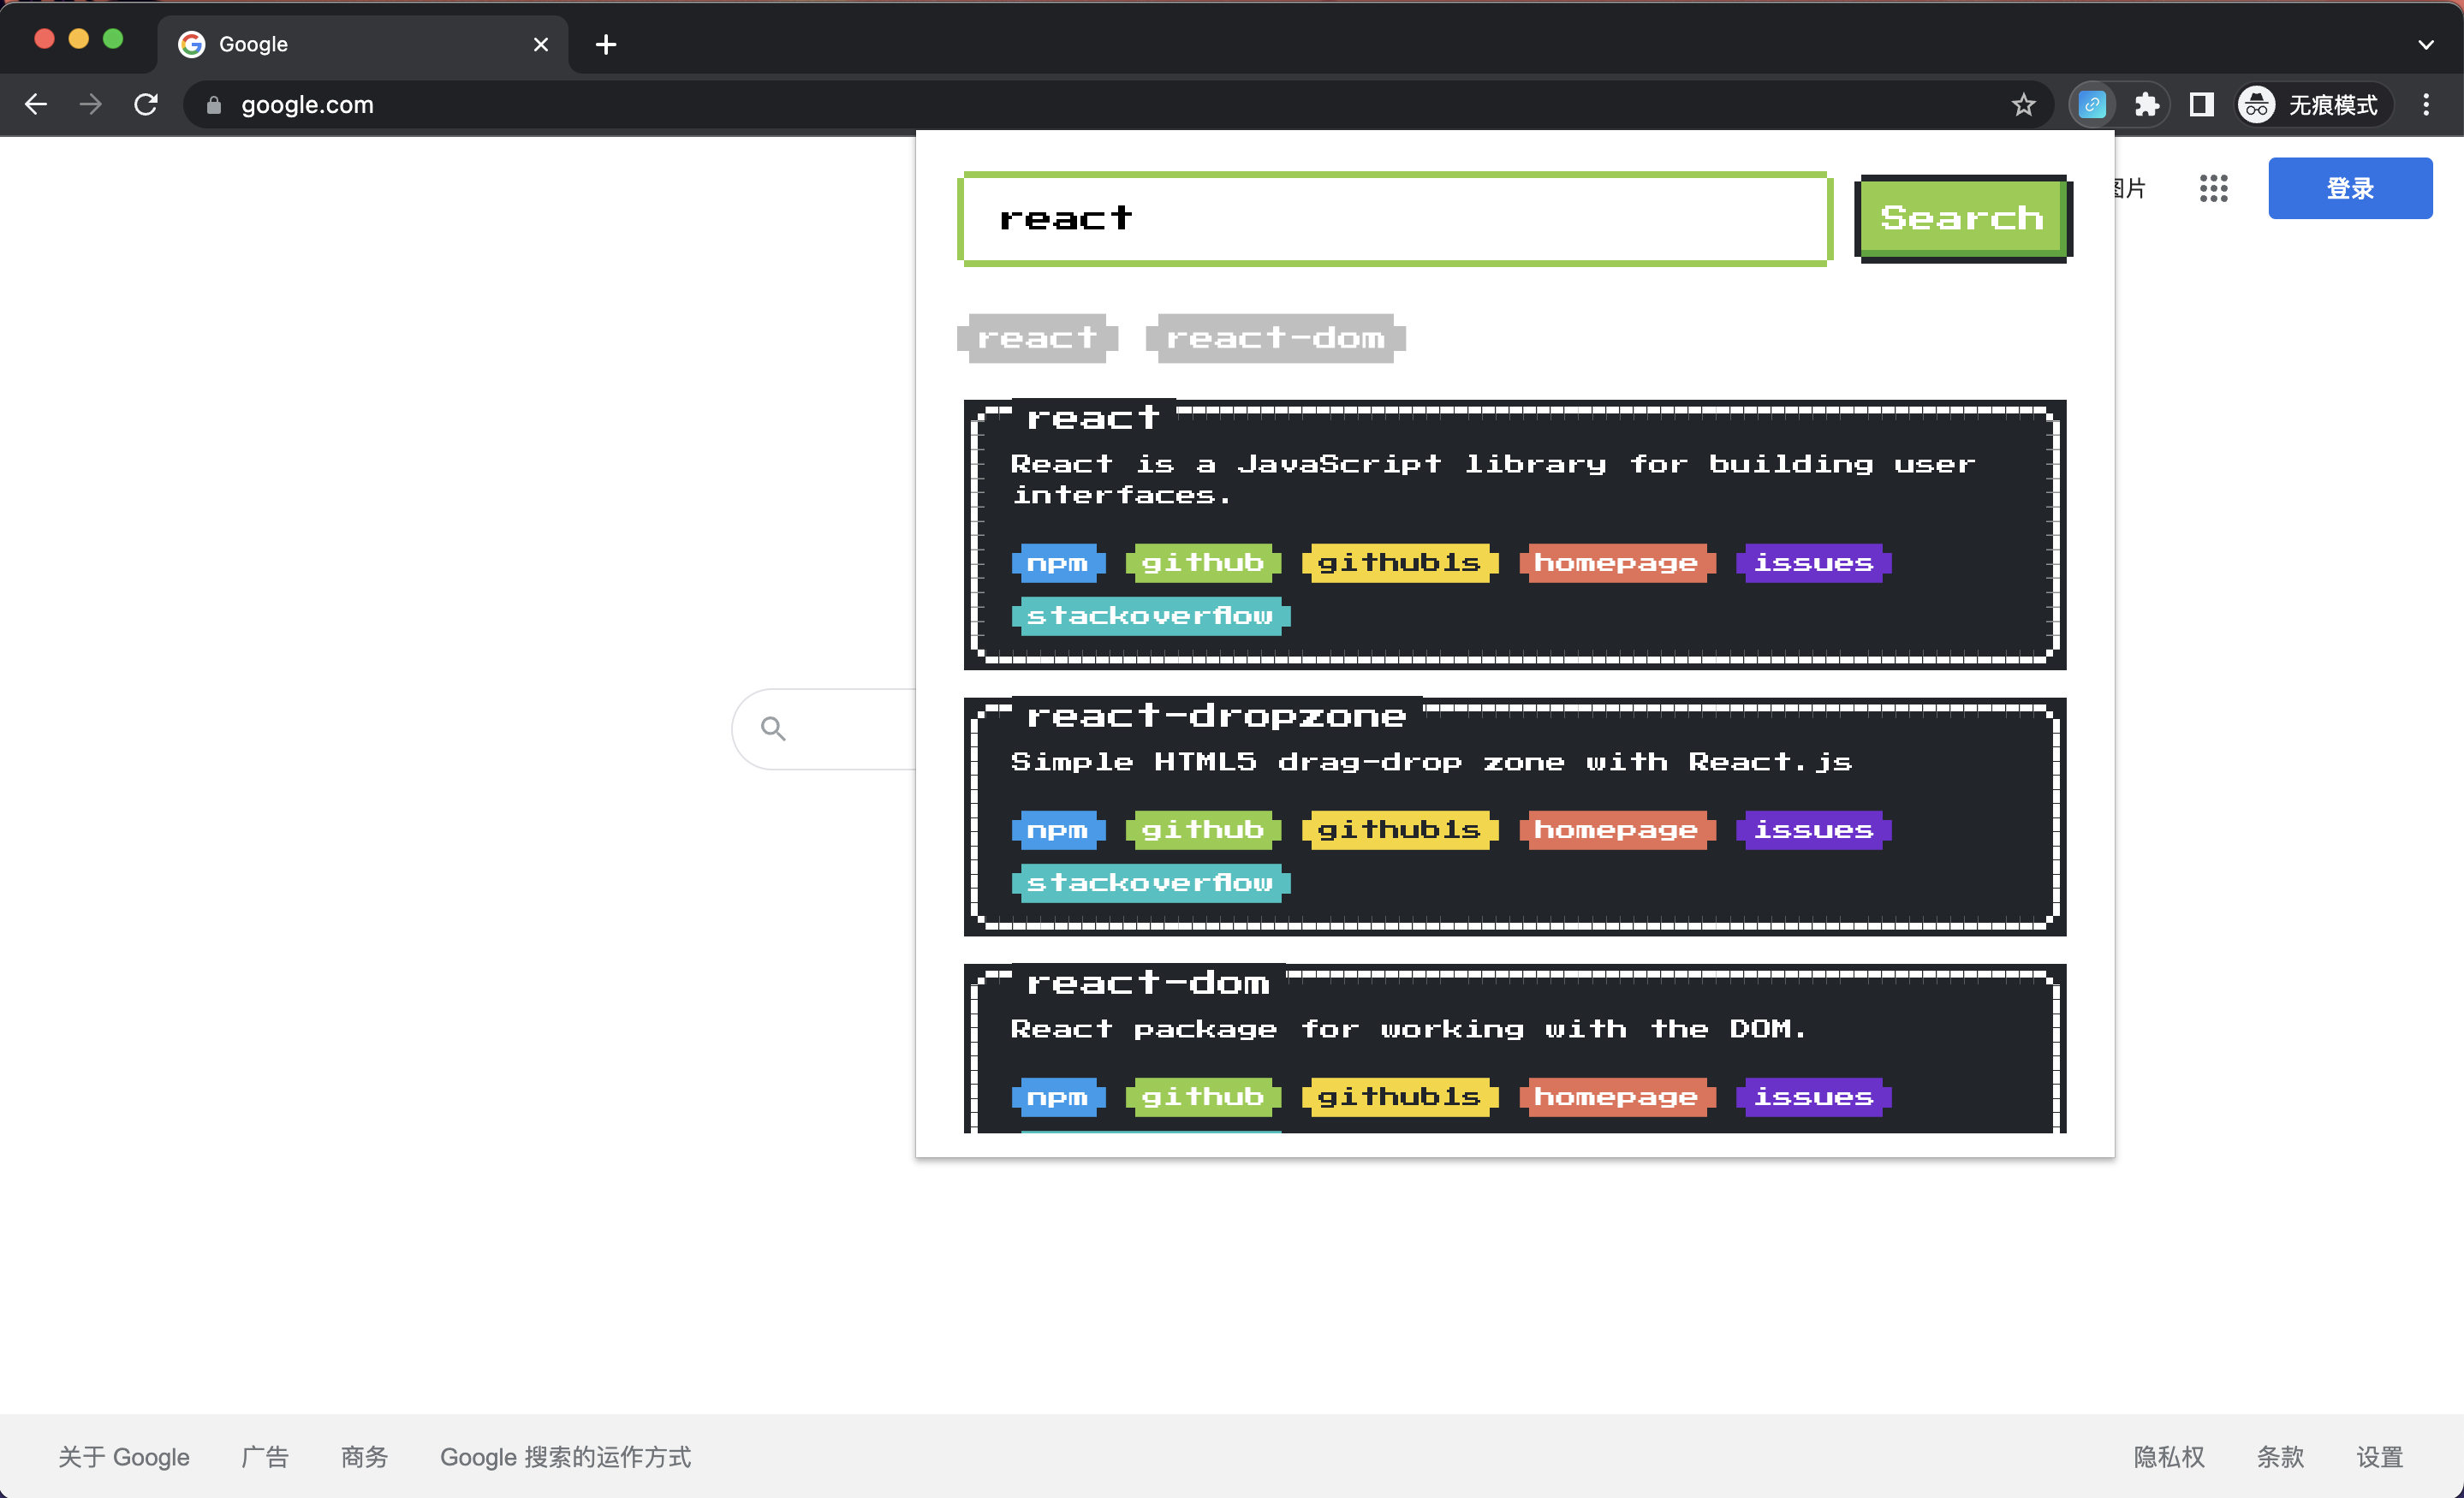 Google
google.com
无痕模式
react
Search
图片
登录
react
react-dom
react
React is a JavaScript library for building user
interfaces.
npm github github1s homepage issues
stackoverflow
react-dropzone
Simple HTML5 drag-drop zone with React.js
npm github github1s homepage issues
stackoverflow
react-dom
React package for working with the DOM.
npm github github1s homepage issues
关于 Google 广告 商务 Google 搜索的运作方式
隐私权 条款 设置